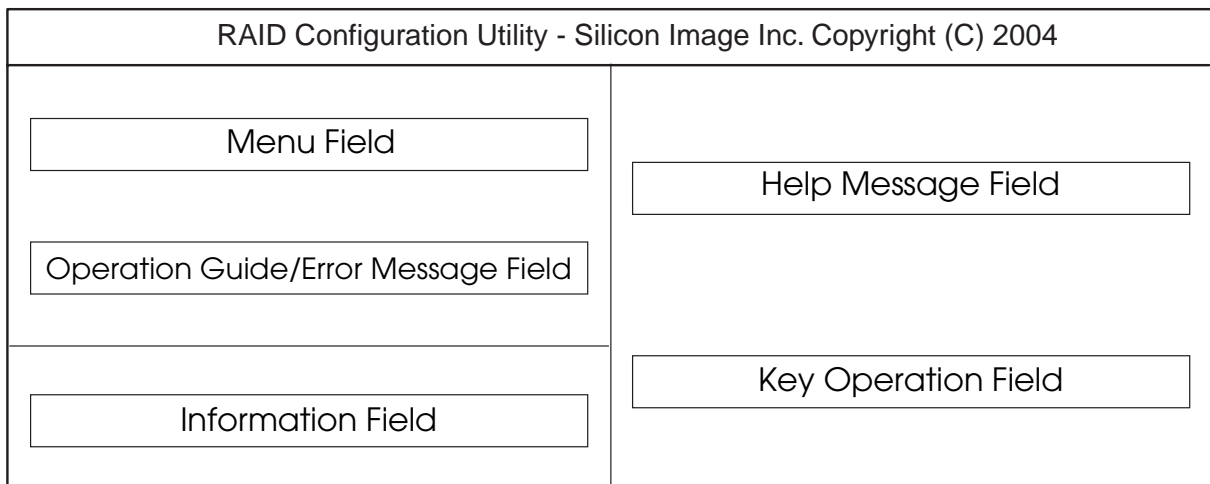 RAID Configuration Utility - Silicon Image Inc. Copyright (C) 2004
Menu Field
Operation Guide/Error Message Field
Information Field
Help Message Field
Key Operation Field